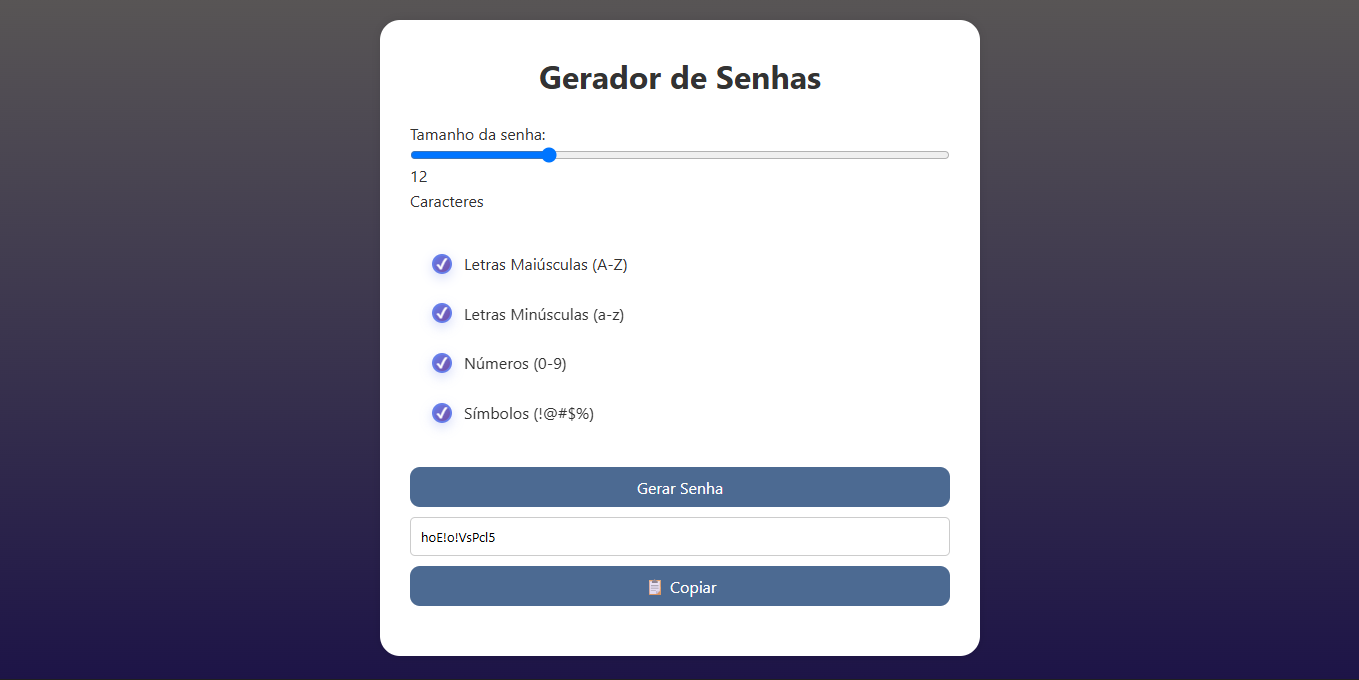 Gerador de Senhas
Tamanho da senha:
12
Caracteres
Letras Maiúsculas (A-Z)
Letras Minúsculas (a-z)
Números (0-9)
Símbolos (!@#$%)
Gerar Senha
hoE!o!VsPcl5
Copiar